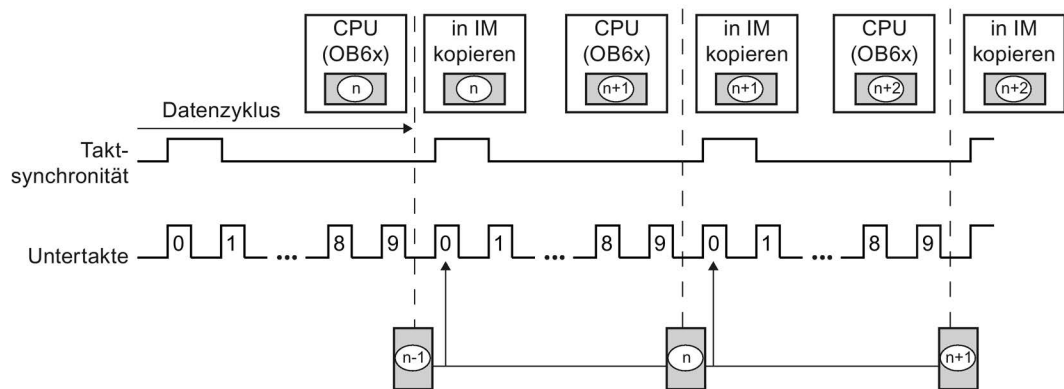 CPU
(OB6x)
n
in IM
kopieren
n
CPU
(OB6x)
n+1
in IM
kopieren
n+1
CPU
(OB6x)
n+2
in IM
kopieren
n+2
Datenzyklus
Takt-
synchronität
Untertakte
0 1 ... 8 9 0 1 ... 8 9 0 1 ... 8 9
n-1 n n+1